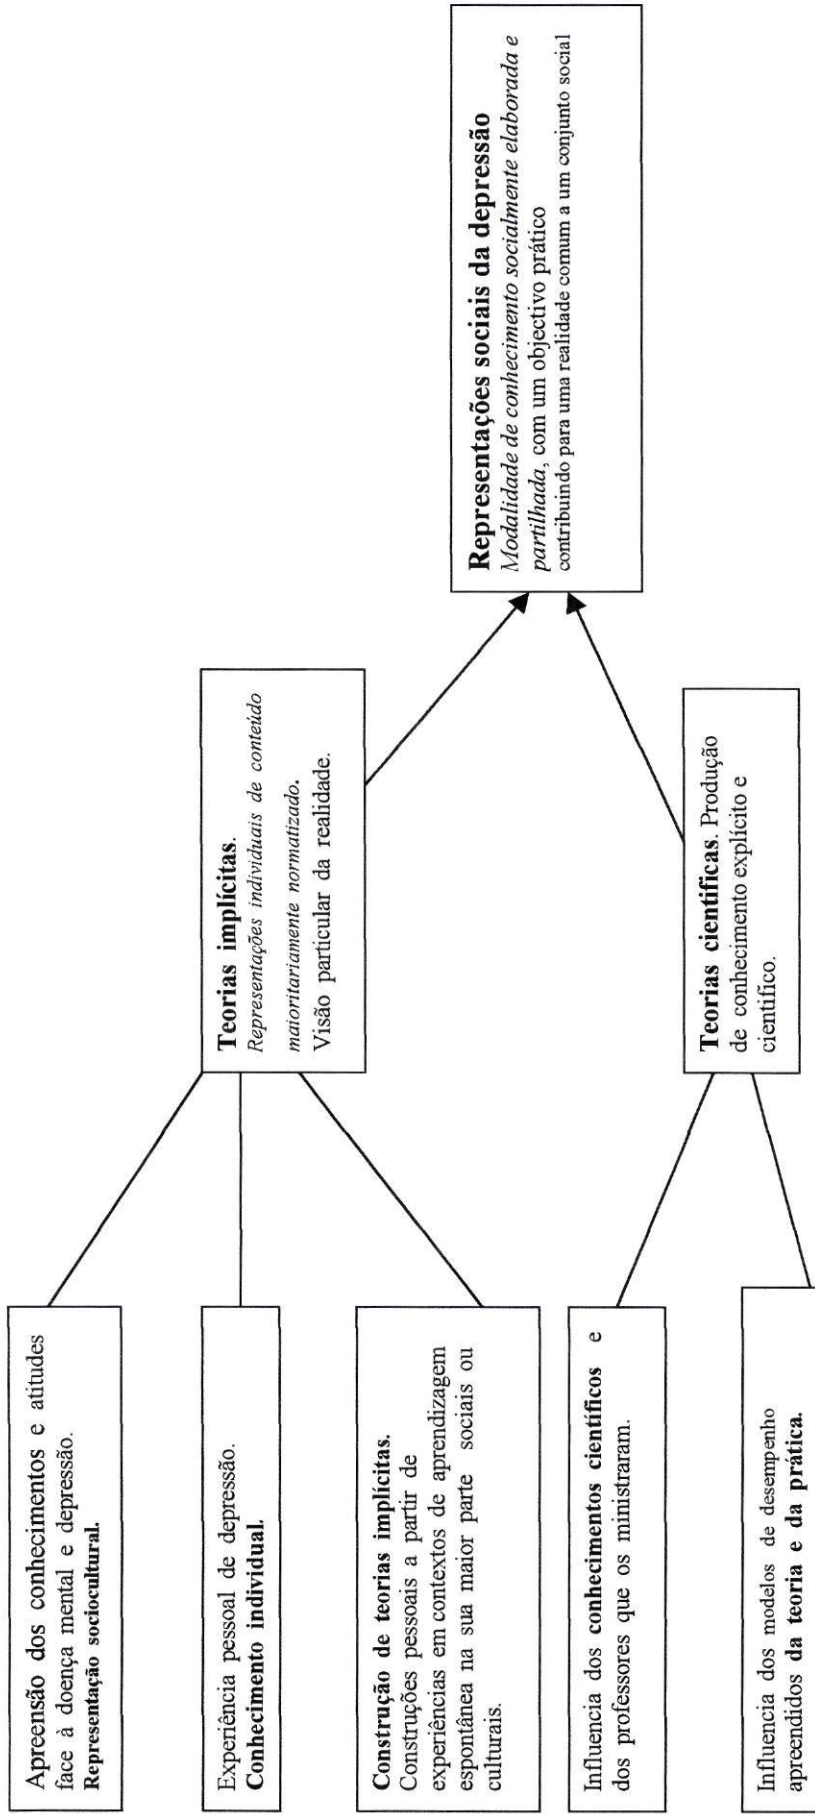 Apreensão dos conhecimentos e atitudes
face à doença mental e depressão.
Representação sociocultural.
Experiência pessoal de depressão.
Conhecimento individual.
Construção de teorias implícitas.
Construções pessoais a partir de
experiências em contextos de aprendizagem
espontânea na sua maior parte sociais ou
culturais.
Influencia dos conhecimentos científicos e
dos professores que os ministraram.
Influencia dos modelos de desempenho
apreendidos da teoria e da prática.
Teorias implícitas.
Representações individuais de conteúdo
maioritariamente normatizado.
Visão particular da realidade.
Teorias científicas. Produção
de conhecimento explícito e
científico.
Representações sociais da depressão
Modalidade de conhecimento socialmente elaborada e
partilhada, com um objectivo prático
contribuindo para uma realidade comum a um conjunto social